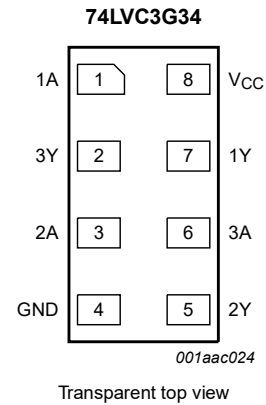 74LVC3G34
1A 1 8 VCC
3Y 2 7 1Y
2A 3 6 3A
GND 4 5 2Y
001aac024
Transparent top view